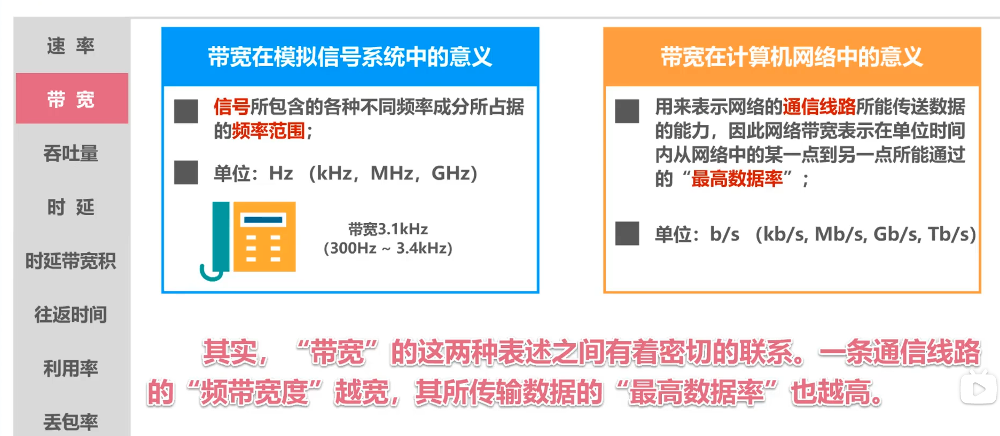 速 率
带 宽
吞吐量
时 延
时延带宽积
往返时间
利用率
丢包率
带宽在模拟信号系统中的意义
信号所包含的各种不同频率成分所占据
的频率范围；
单位：Hz （kHz，MHz，GHz）
带宽3.1kHz
（300Hz ~ 3.4kHz）
带宽在计算机网络中的意义
用来表示网络的通信线路所能传送数据
的能力，因此网络带宽表示在单位时间
内从网络中的某一点到另一点所能通过
的“最高数据率”；
单位：b/s （kb/s, Mb/s, Gb/s, Tb/s）
其实，“带宽”的这两种表述之间有着密切的联系。一条通信线路
的“频带宽度”越宽，其所传输数据的“最高数据率”也越高。